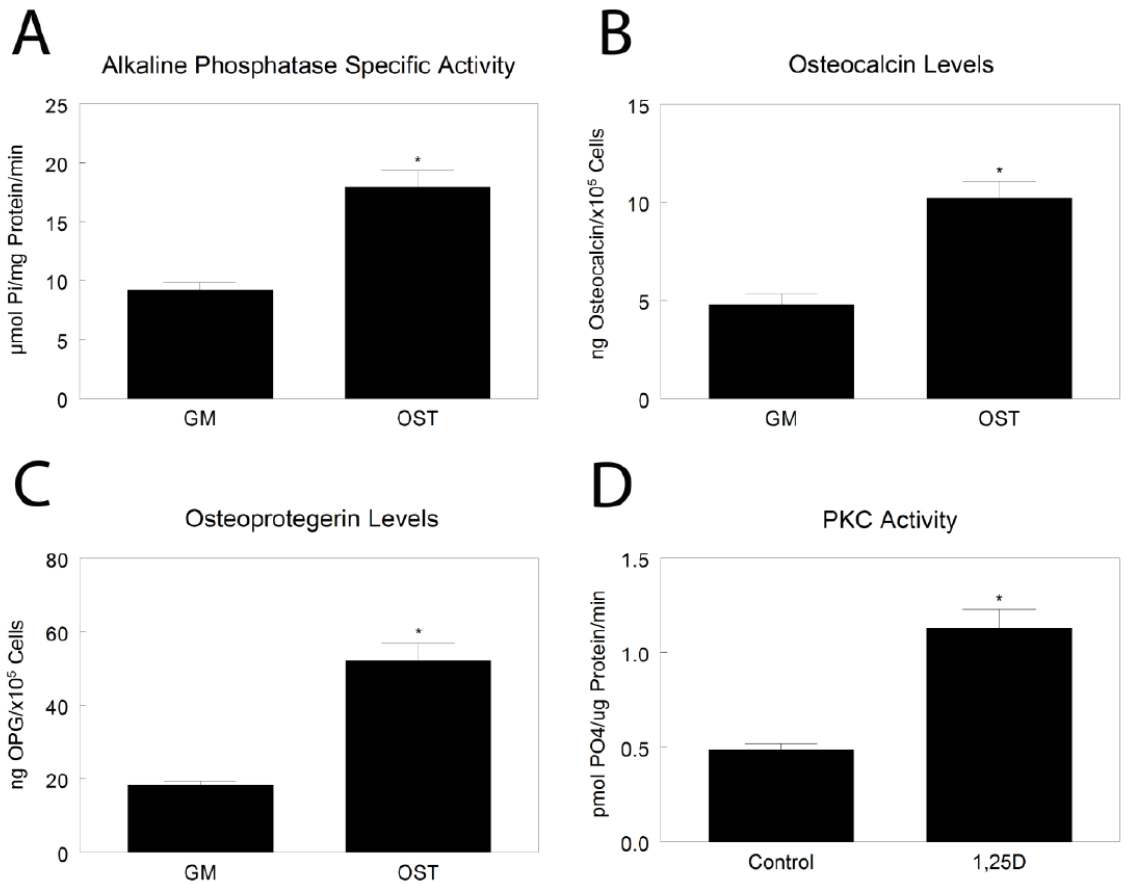 A
Alkaline Phosphatase Specific Activity
µmol Pi/mg Protein/min
25
20
15
10
5
0
*
GM
OST
B
Osteocalcin Levels
ng Osteocalcin/x10⁵ Cells
15
10
5
0
*
GM
OST
C
Osteoprotegerin Levels
ng OPG/x10⁵ Cells
80
60
40
20
0
*
GM
OST
D
PKC Activity
pmol PO4/ug Protein/min
1.5
1.0
0.5
0.0
*
Control
1,25D